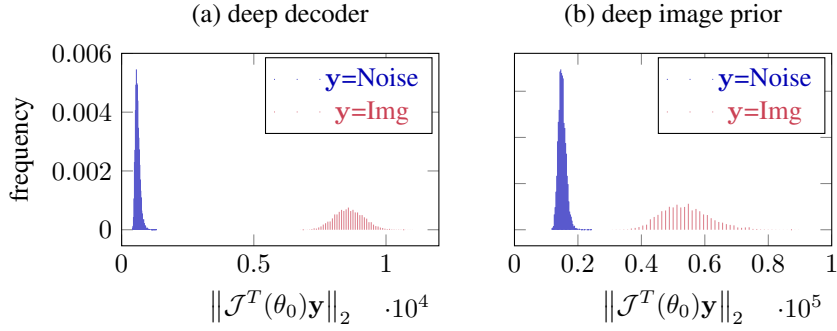 (a) deep decoder
(b) deep image prior
frequency
0.006
0.004
0.002
0
y=Noise
y=Img
y=Noise
y=Img
0 0.5 1
0 0.2 0.4 0.6 0.8 1
‖𝒥ᵀ(θ₀)y‖₂ ·10⁴
‖𝒥ᵀ(θ₀)y‖₂ ·10⁵